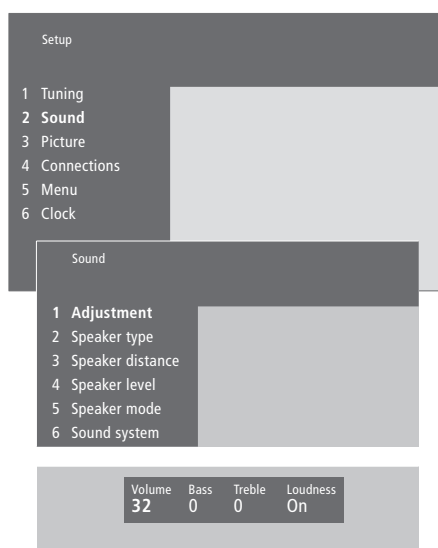 Setup
1 Tuning
2 Sound
3 Picture
4 Connections
5 Menu
6 Clock
Sound
1 Adjustment
2 Speaker type
3 Speaker distance
4 Speaker level
5 Speaker mode
6 Sound system
Volume Bass Treble Loudness
32 0 0 On